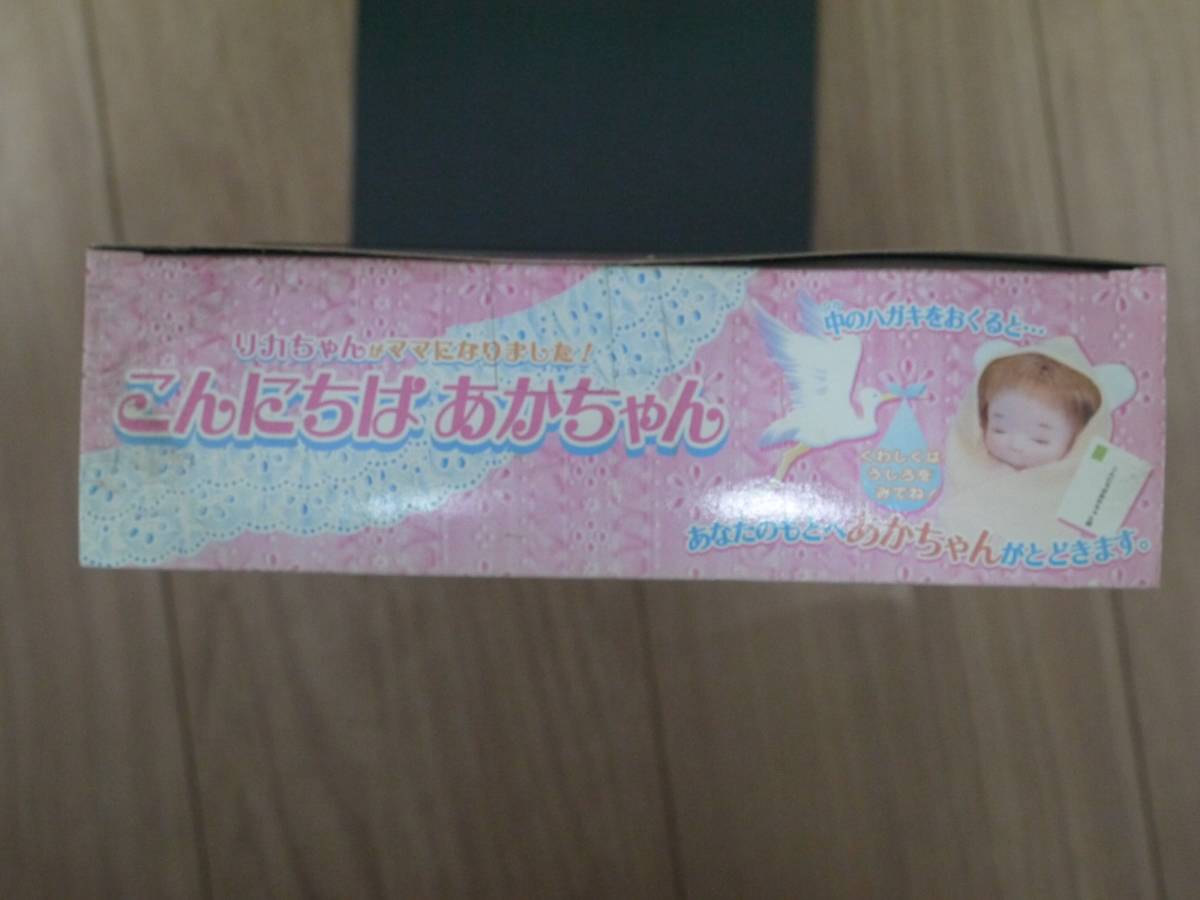 リカちゃんがママになりました!
こんにちは あかちゃん
中のハガキをおくると…
くわしくは
うしろを
みてね!
あなたのもとへあかちゃんがとどきます。